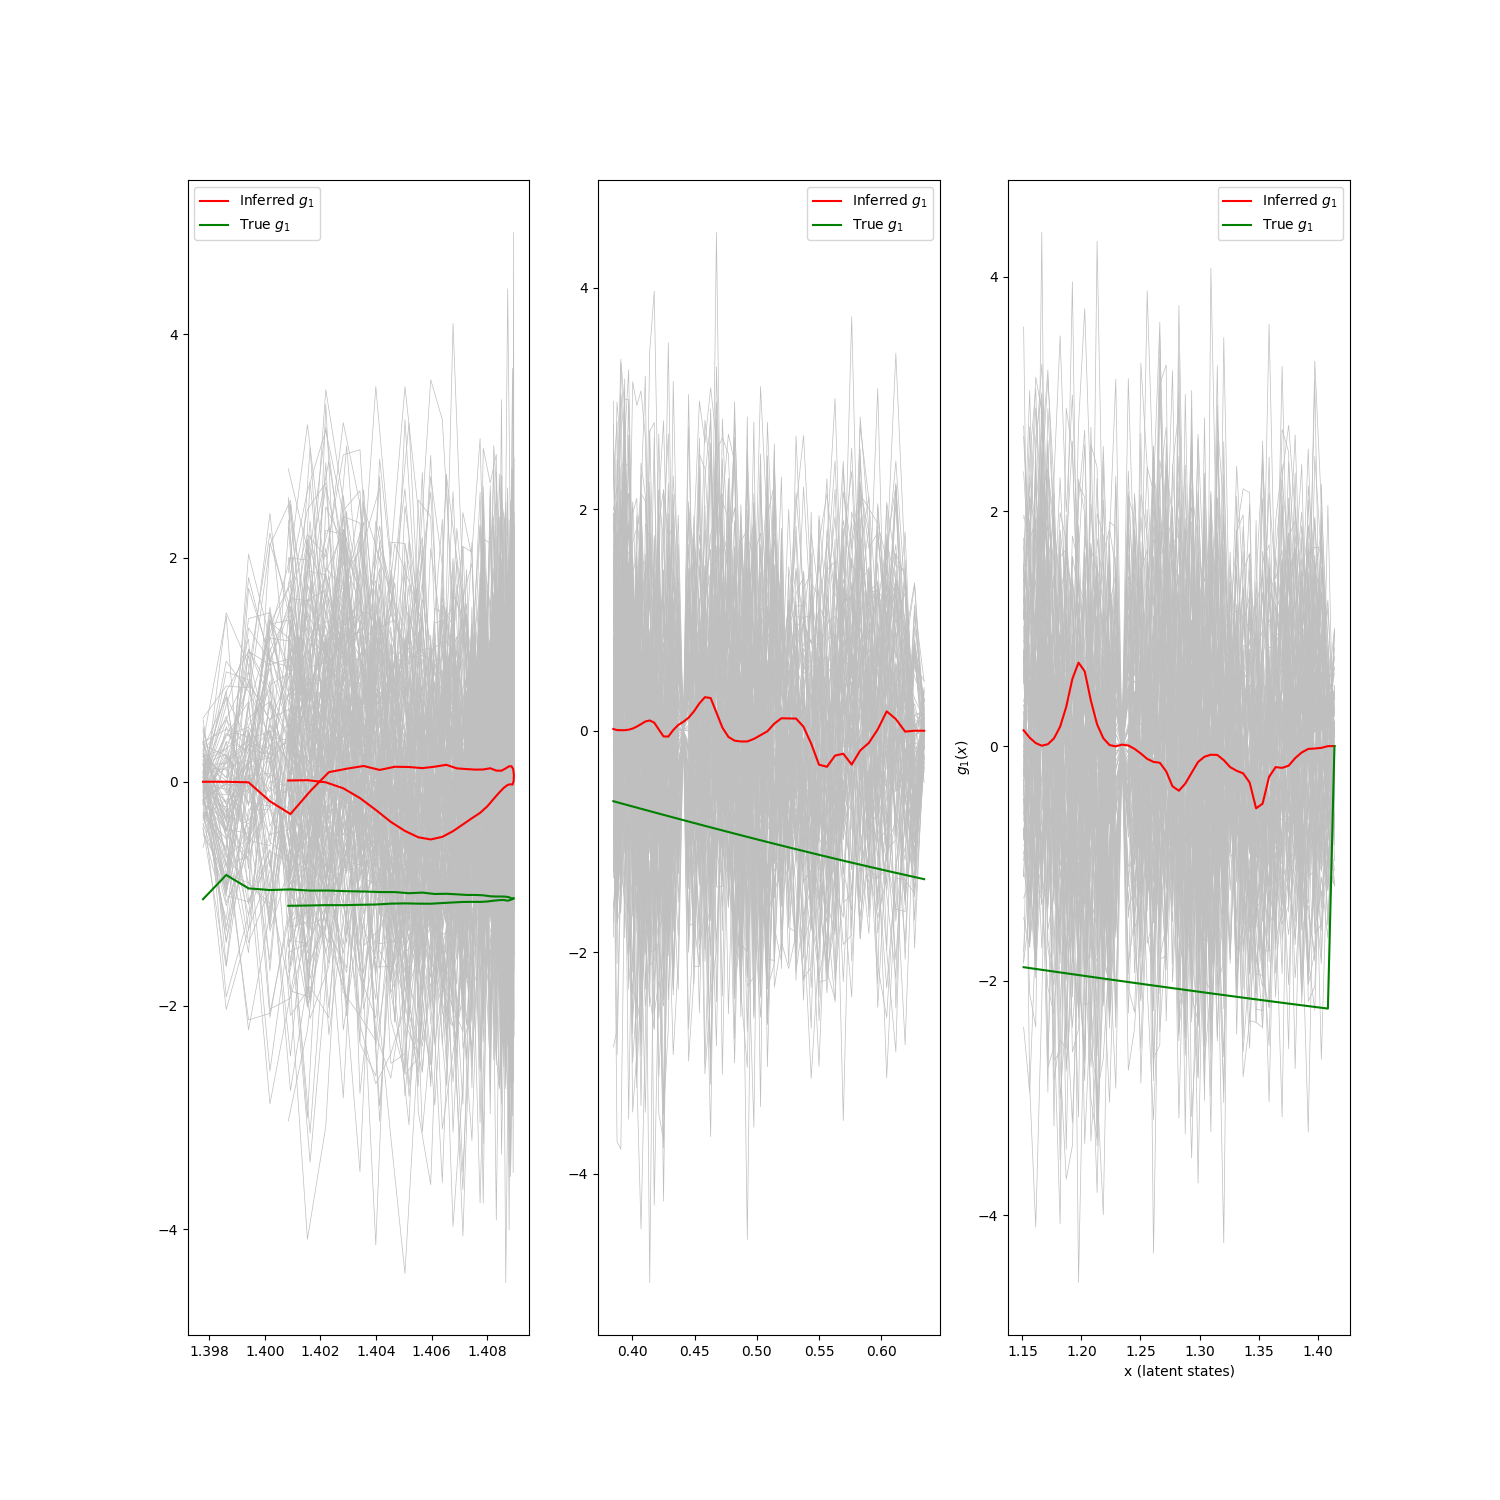 Inferred g₁
True g₁
4
2
0
−2
−4
1.398 1.400 1.402 1.404 1.406 1.408
Inferred g₁
True g₁
4
2
0
−2
−4
0.40 0.45 0.50 0.55 0.60
Inferred g₁
True g₁
g₁(x)
4
2
0
−2
−4
1.15 1.20 1.25 1.30 1.35 1.40
x (latent states)